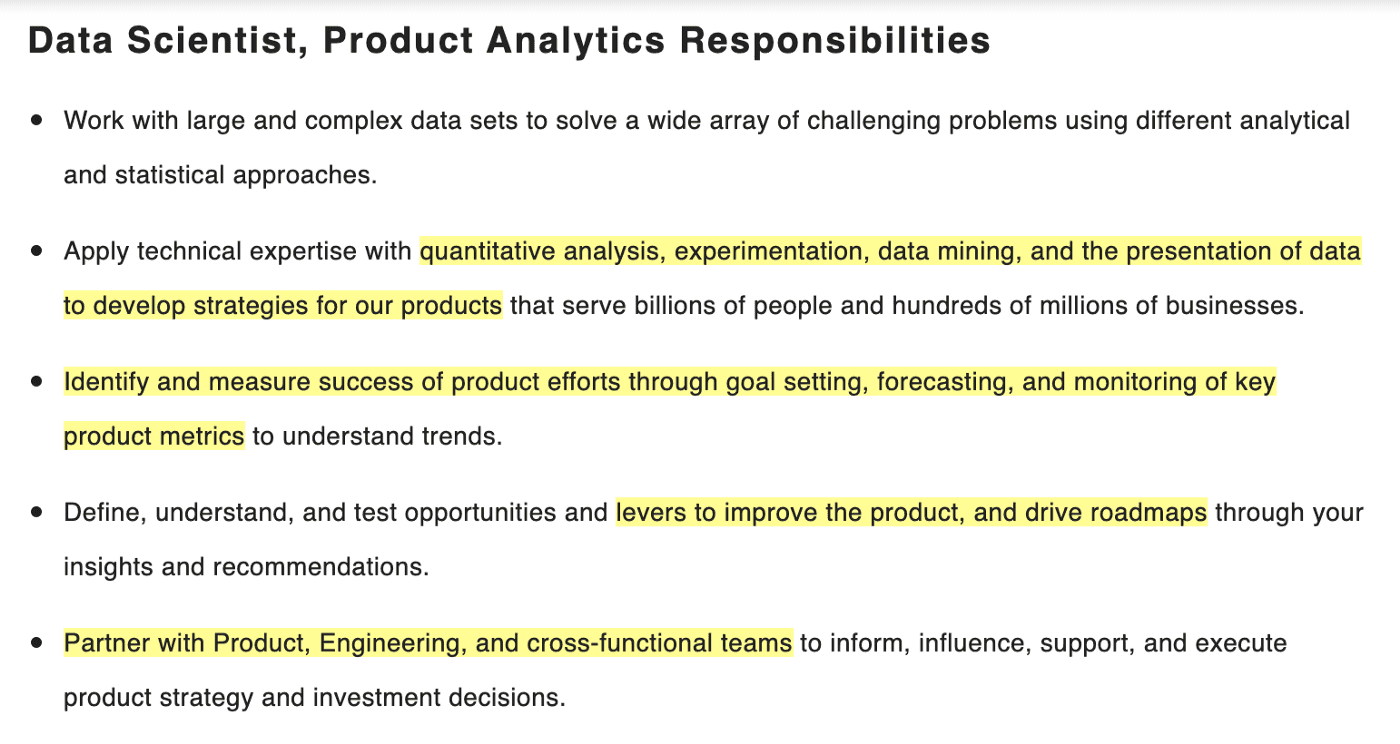 Data Scientist, Product Analytics Responsibilities
• Work with large and complex data sets to solve a wide array of challenging problems using different analytical
and statistical approaches.
• Apply technical expertise with quantitative analysis, experimentation, data mining, and the presentation of data
to develop strategies for our products that serve billions of people and hundreds of millions of businesses.
• Identify and measure success of product efforts through goal setting, forecasting, and monitoring of key
product metrics to understand trends.
• Define, understand, and test opportunities and levers to improve the product, and drive roadmaps through your
insights and recommendations.
• Partner with Product, Engineering, and cross-functional teams to inform, influence, support, and execute
product strategy and investment decisions.